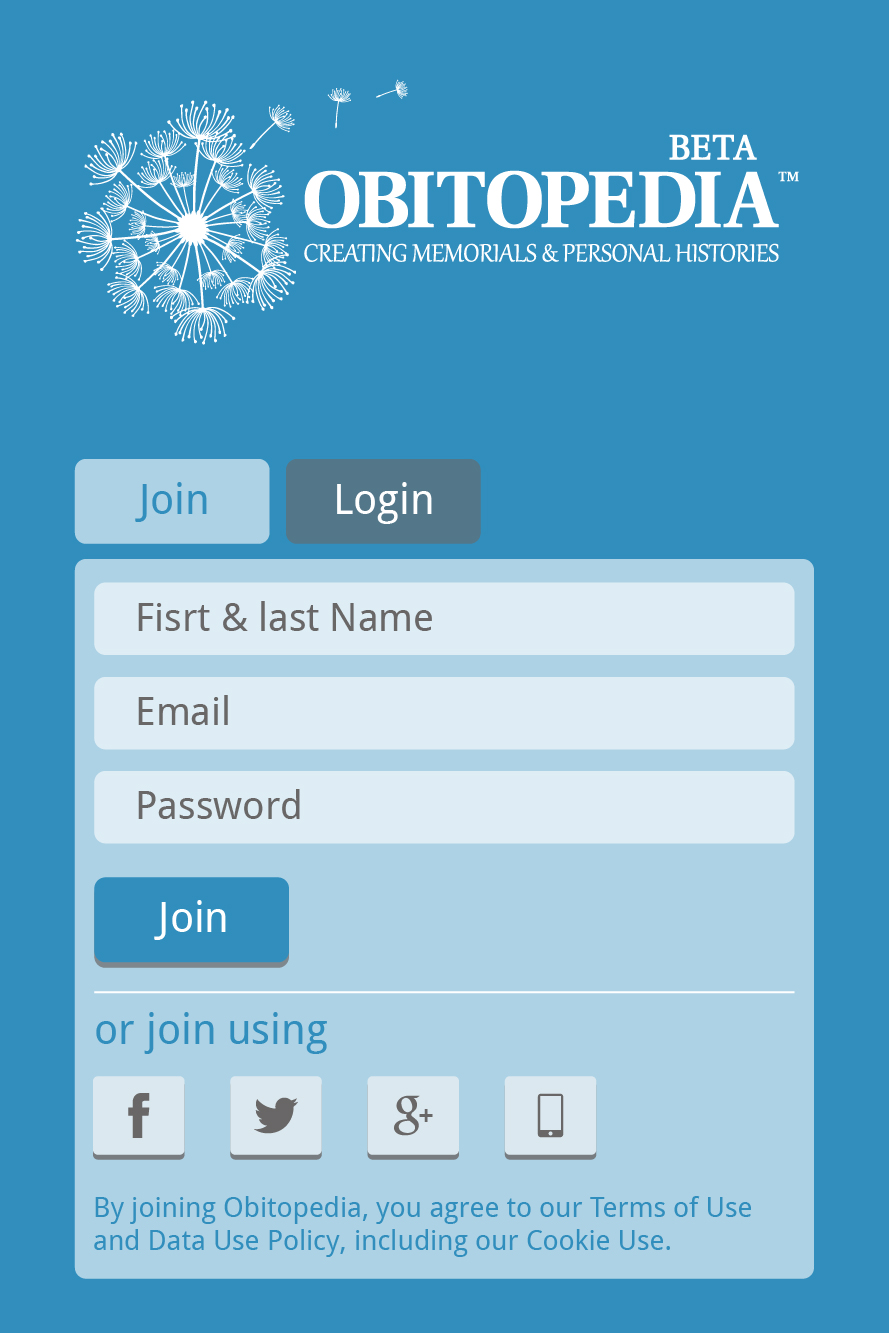 BETA
OBITOPEDIA™
CREATING MEMORIALS & PERSONAL HISTORIES
Join
Login
Fisrt & last Name
Email
Password
Join
or join using
f
g+
By joining Obitopedia, you agree to our Terms of Use
and Data Use Policy, including our Cookie Use.